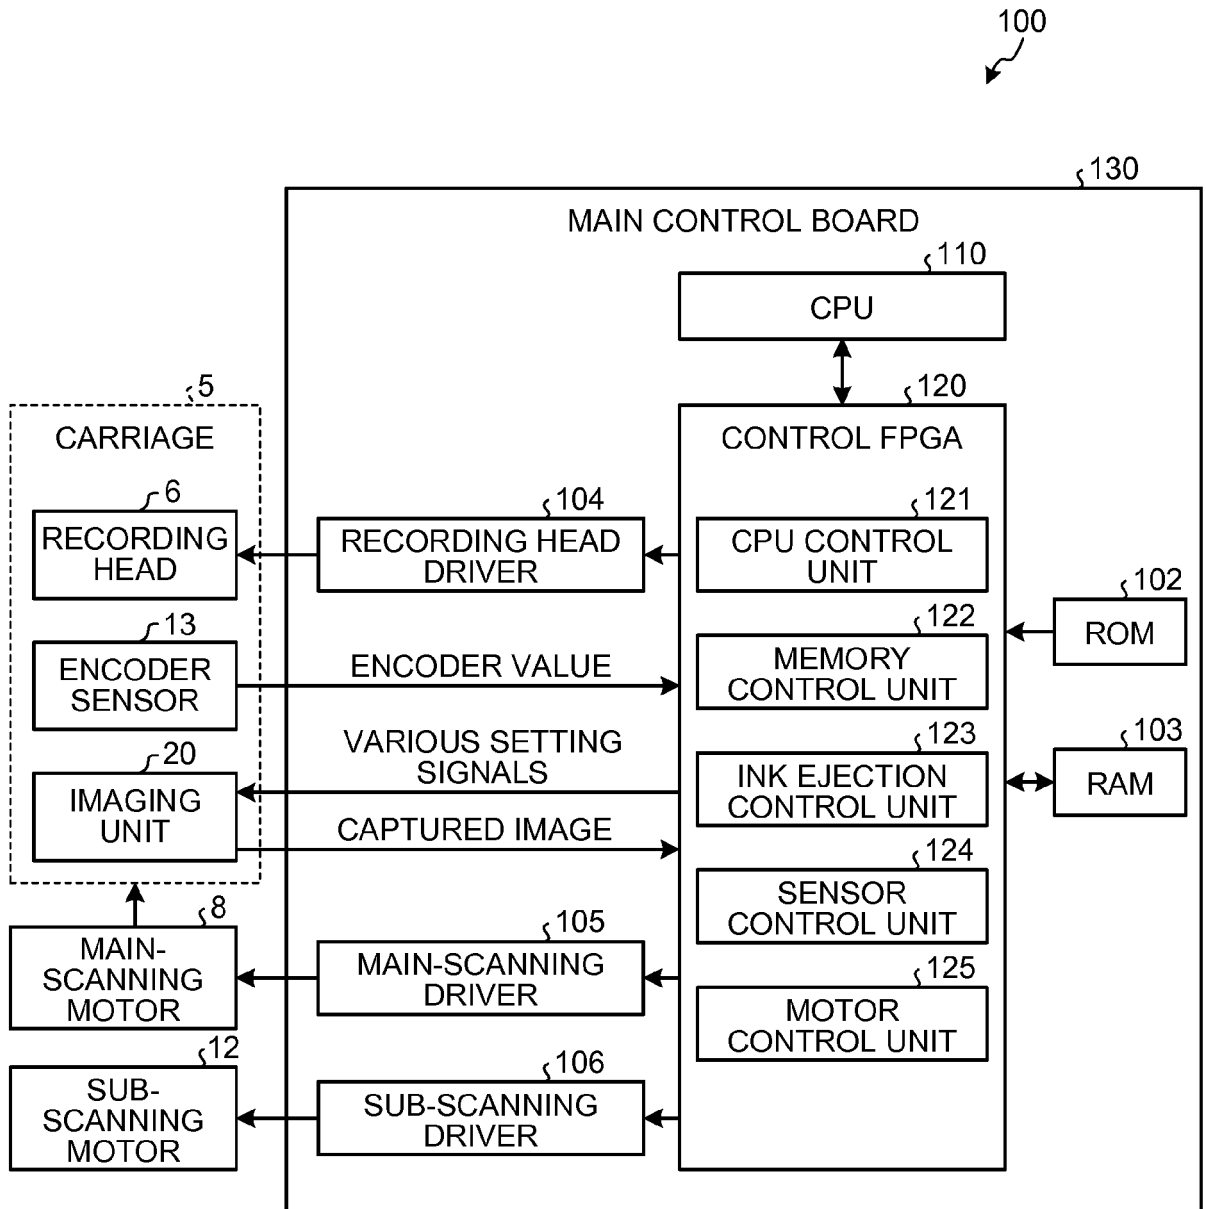 100
130
MAIN CONTROL BOARD
110
CPU
5
120
CARRIAGE
CONTROL FPGA
6
RECORDING
HEAD
104
RECORDING HEAD
DRIVER
121
CPU CONTROL
UNIT
102
ROM
13
ENCODER
SENSOR
ENCODER VALUE
122
MEMORY
CONTROL UNIT
20
IMAGING
UNIT
VARIOUS SETTING
SIGNALS
CAPTURED IMAGE
123
INK EJECTION
CONTROL UNIT
103
RAM
124
SENSOR
CONTROL UNIT
8
MAIN-
SCANNING
MOTOR
105
MAIN-SCANNING
DRIVER
125
MOTOR
CONTROL UNIT
12
SUB-
SCANNING
MOTOR
106
SUB-SCANNING
DRIVER